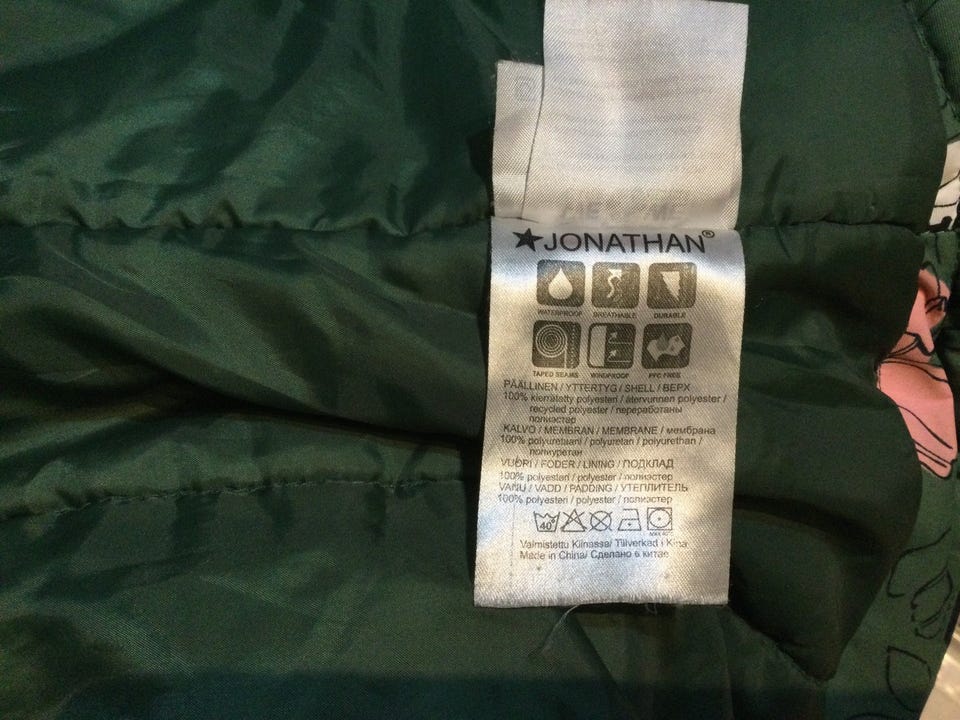 ★JONATHAN®
WATERPROOF BREATHABLE DURABLE
TAPED SEAMS WINDPROOF PFC FREE
PÄÄLLINEN / YTTERTYG / SHELL / ВЕРХ
100% kierrätetty polyesteri / återvunnen polyester /
recycled polyester / переработаны
полиэстер
KALVO / MEMBRAN / MEMBRANE / мембрана
100% polyuretaani / polyuretan / polyurethan /
полиуретан
VUORI / FODER / LINING / ПОДКЛАД
100% polyesteri / polyester / полиэстер
VANU / VADD / PADDING / УТЕПЛИТЕЛЬ
100% polyesteri / polyester / полиэстер
40°
MAX 40°C
Valmistettu Kiinassa/ Tillverkad i Kina
Made in China/ Сделано в китае